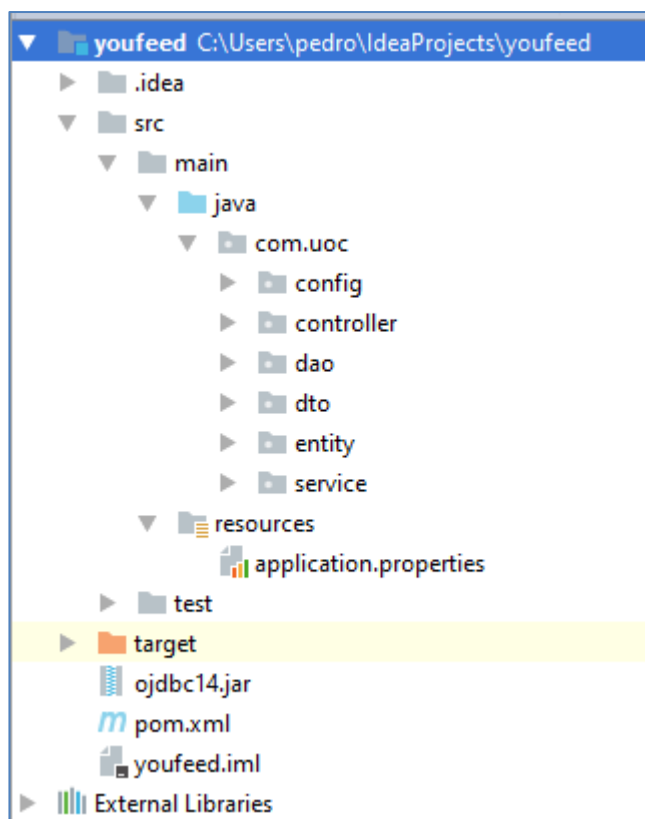 youfeed C:\Users\pedro\IdeaProjects\youfeed
.idea
src
main
java
com.uoc
config
controller
dao
dto
entity
service
resources
application.properties
test
target
ojdbc14.jar
pom.xml
youfeed.iml
External Libraries